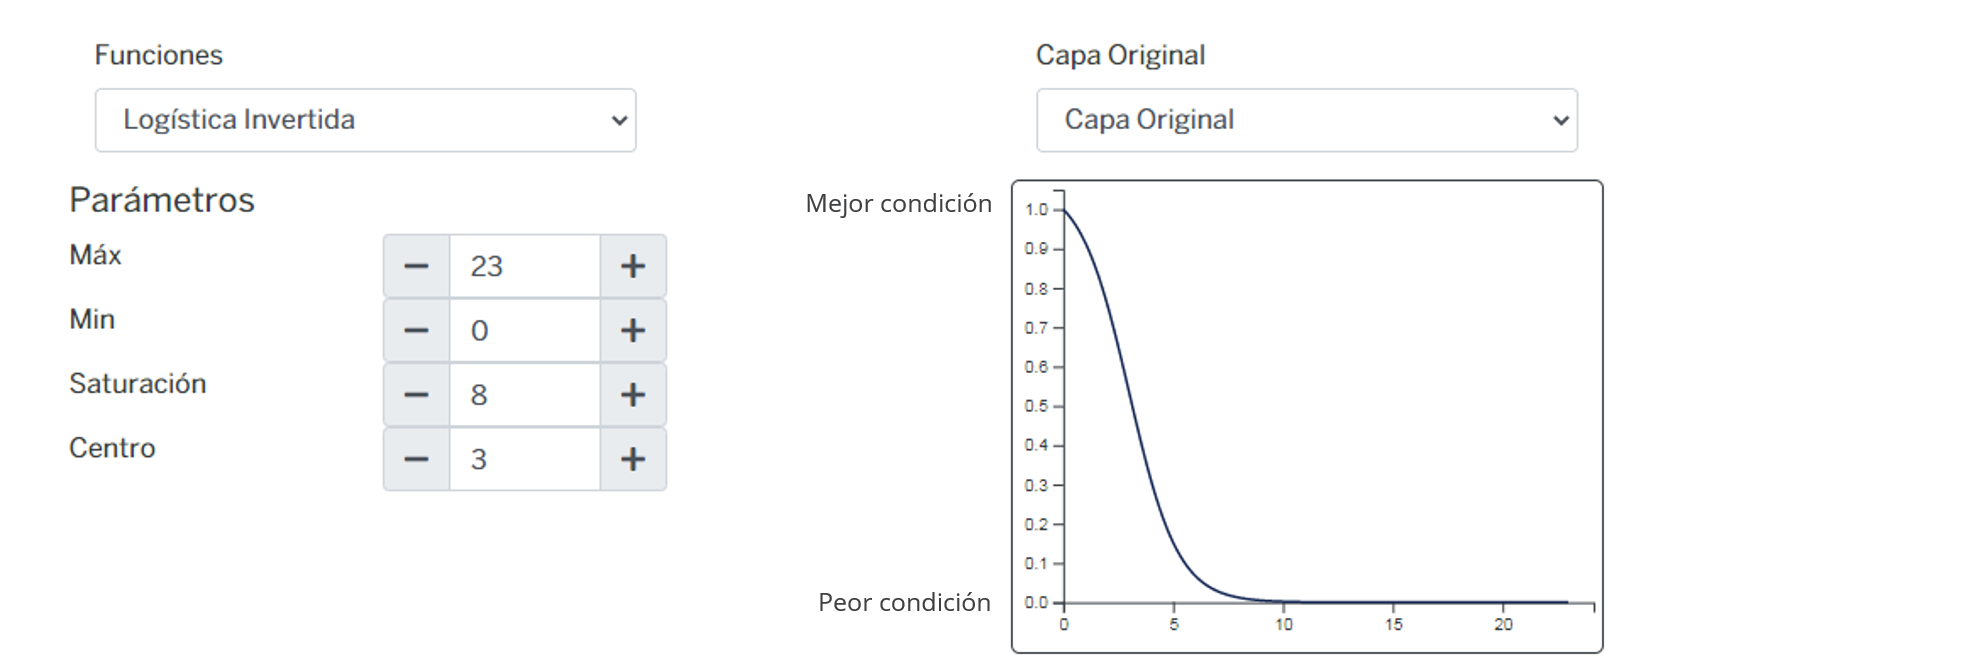 Funciones
Logística Invertida
Parámetros
Máx
23
Min
0
Saturación
8
Centro
3
Capa Original
Capa Original
Mejor condición
Peor condición
1.0
0.9
0.8
0.7
0.6
0.5
0.4
0.3
0.2
0.1
0.0
0 5 10 15 20